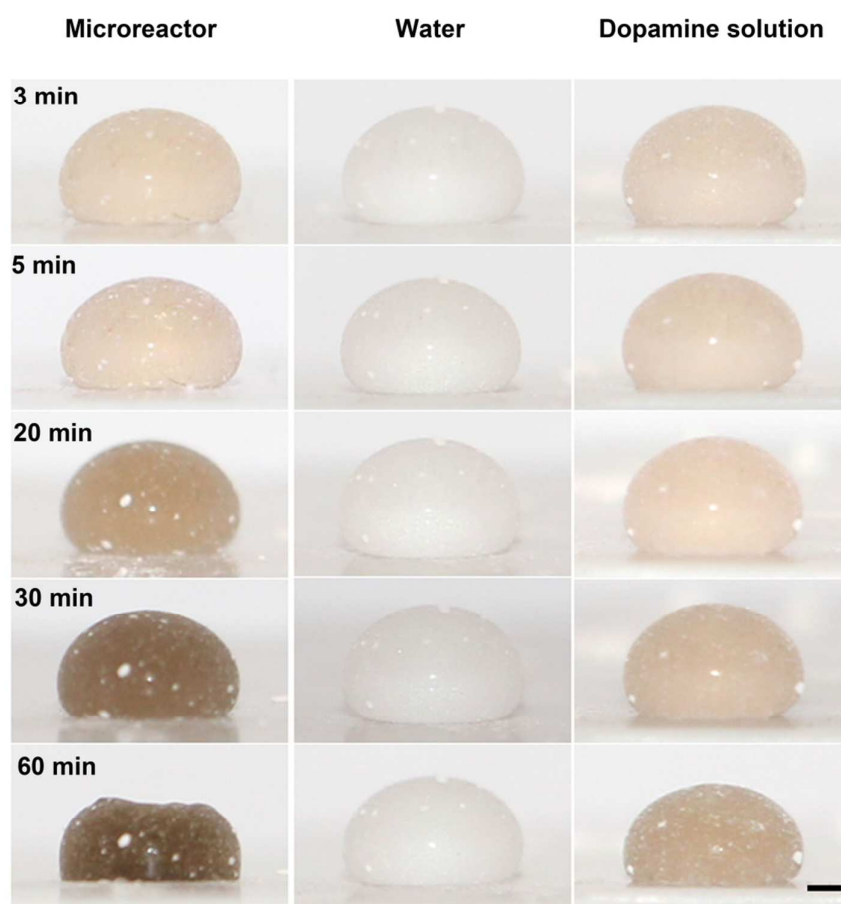 Microreactor Water Dopamine solution
3 min
5 min
20 min
30 min
60 min